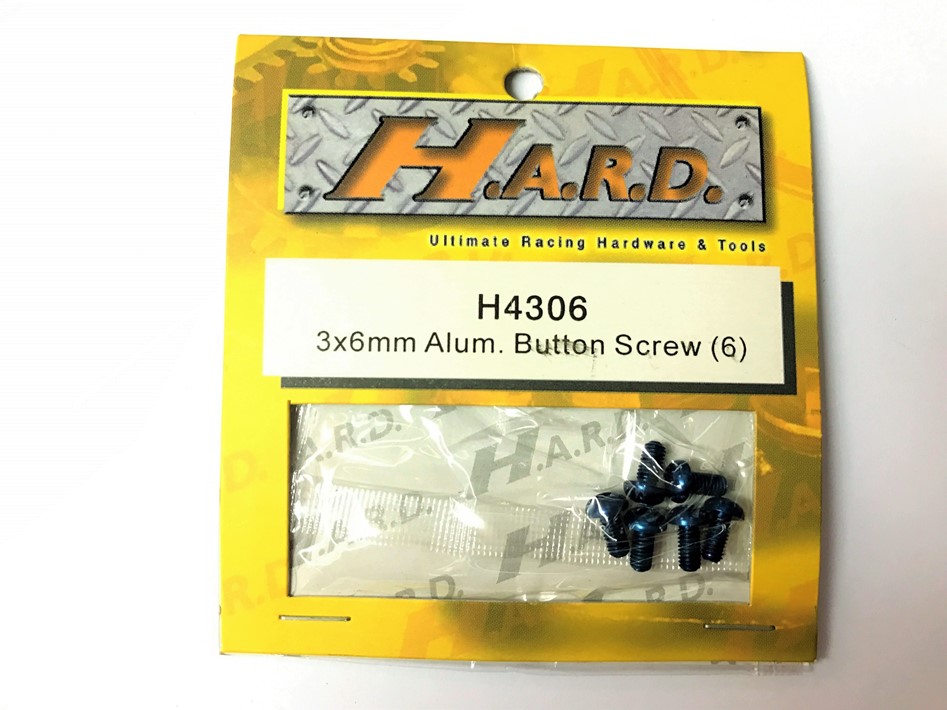 H.A.R.D.
H.A.R.D.
Ultimate Racing Hardware & Tools
H4306
3x6mm Alum. Button Screw (6)
A.R.D.
H.A.R.D.
H.A.R.D.
R.D.